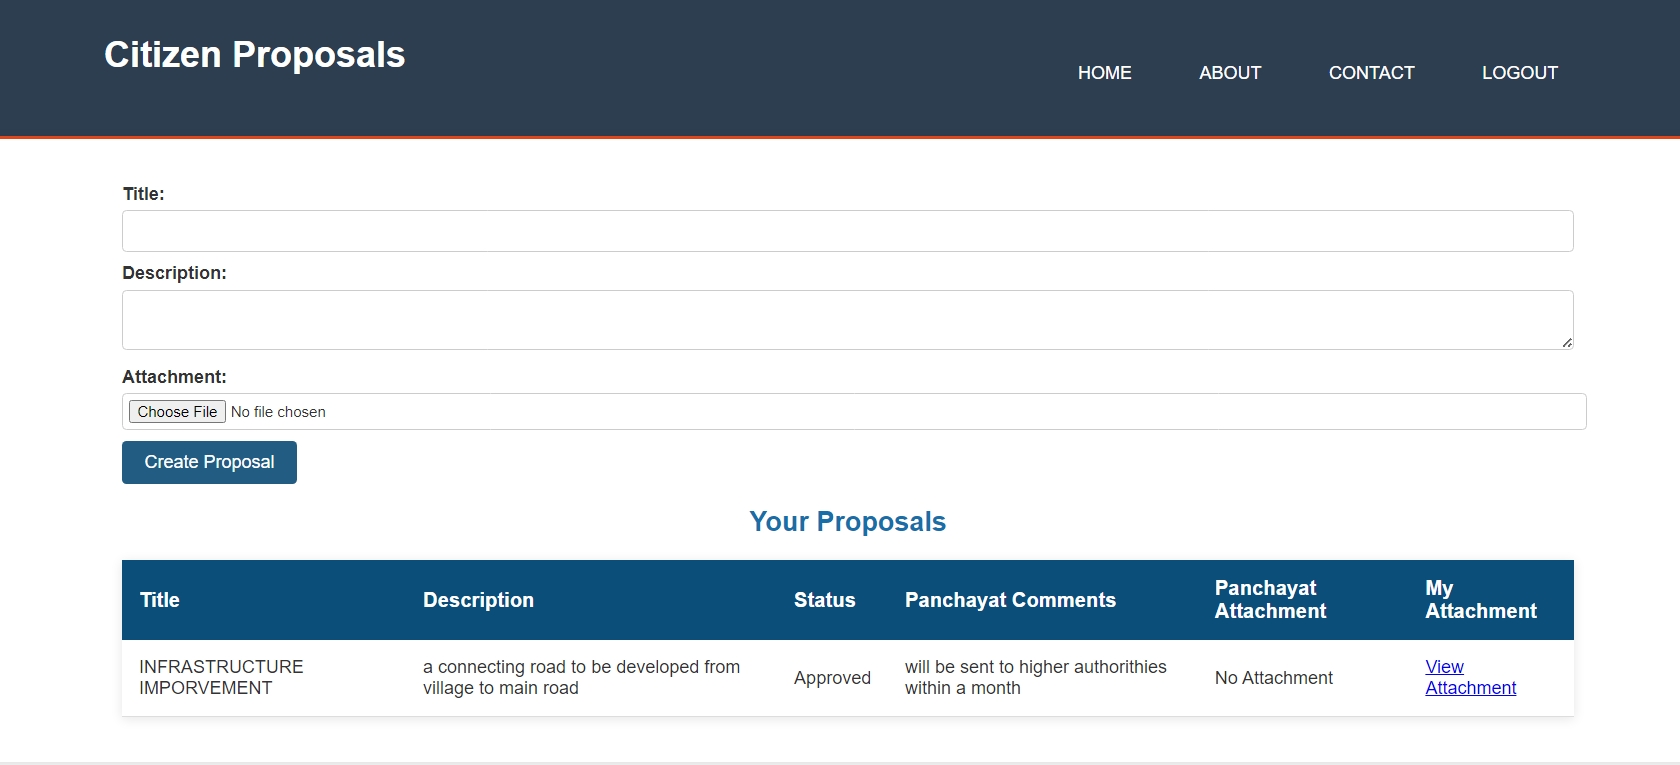 Citizen Proposals
HOME ABOUT CONTACT LOGOUT
Title:
Description:
Attachment:
Choose File No file chosen
Create Proposal
Your Proposals
Title Description Status Panchayat Comments Panchayat Attachment My Attachment
INFRASTRUCTURE IMPORVEMENT a connecting road to be developed from village to main road Approved will be sent to higher authorithies within a month No Attachment View Attachment